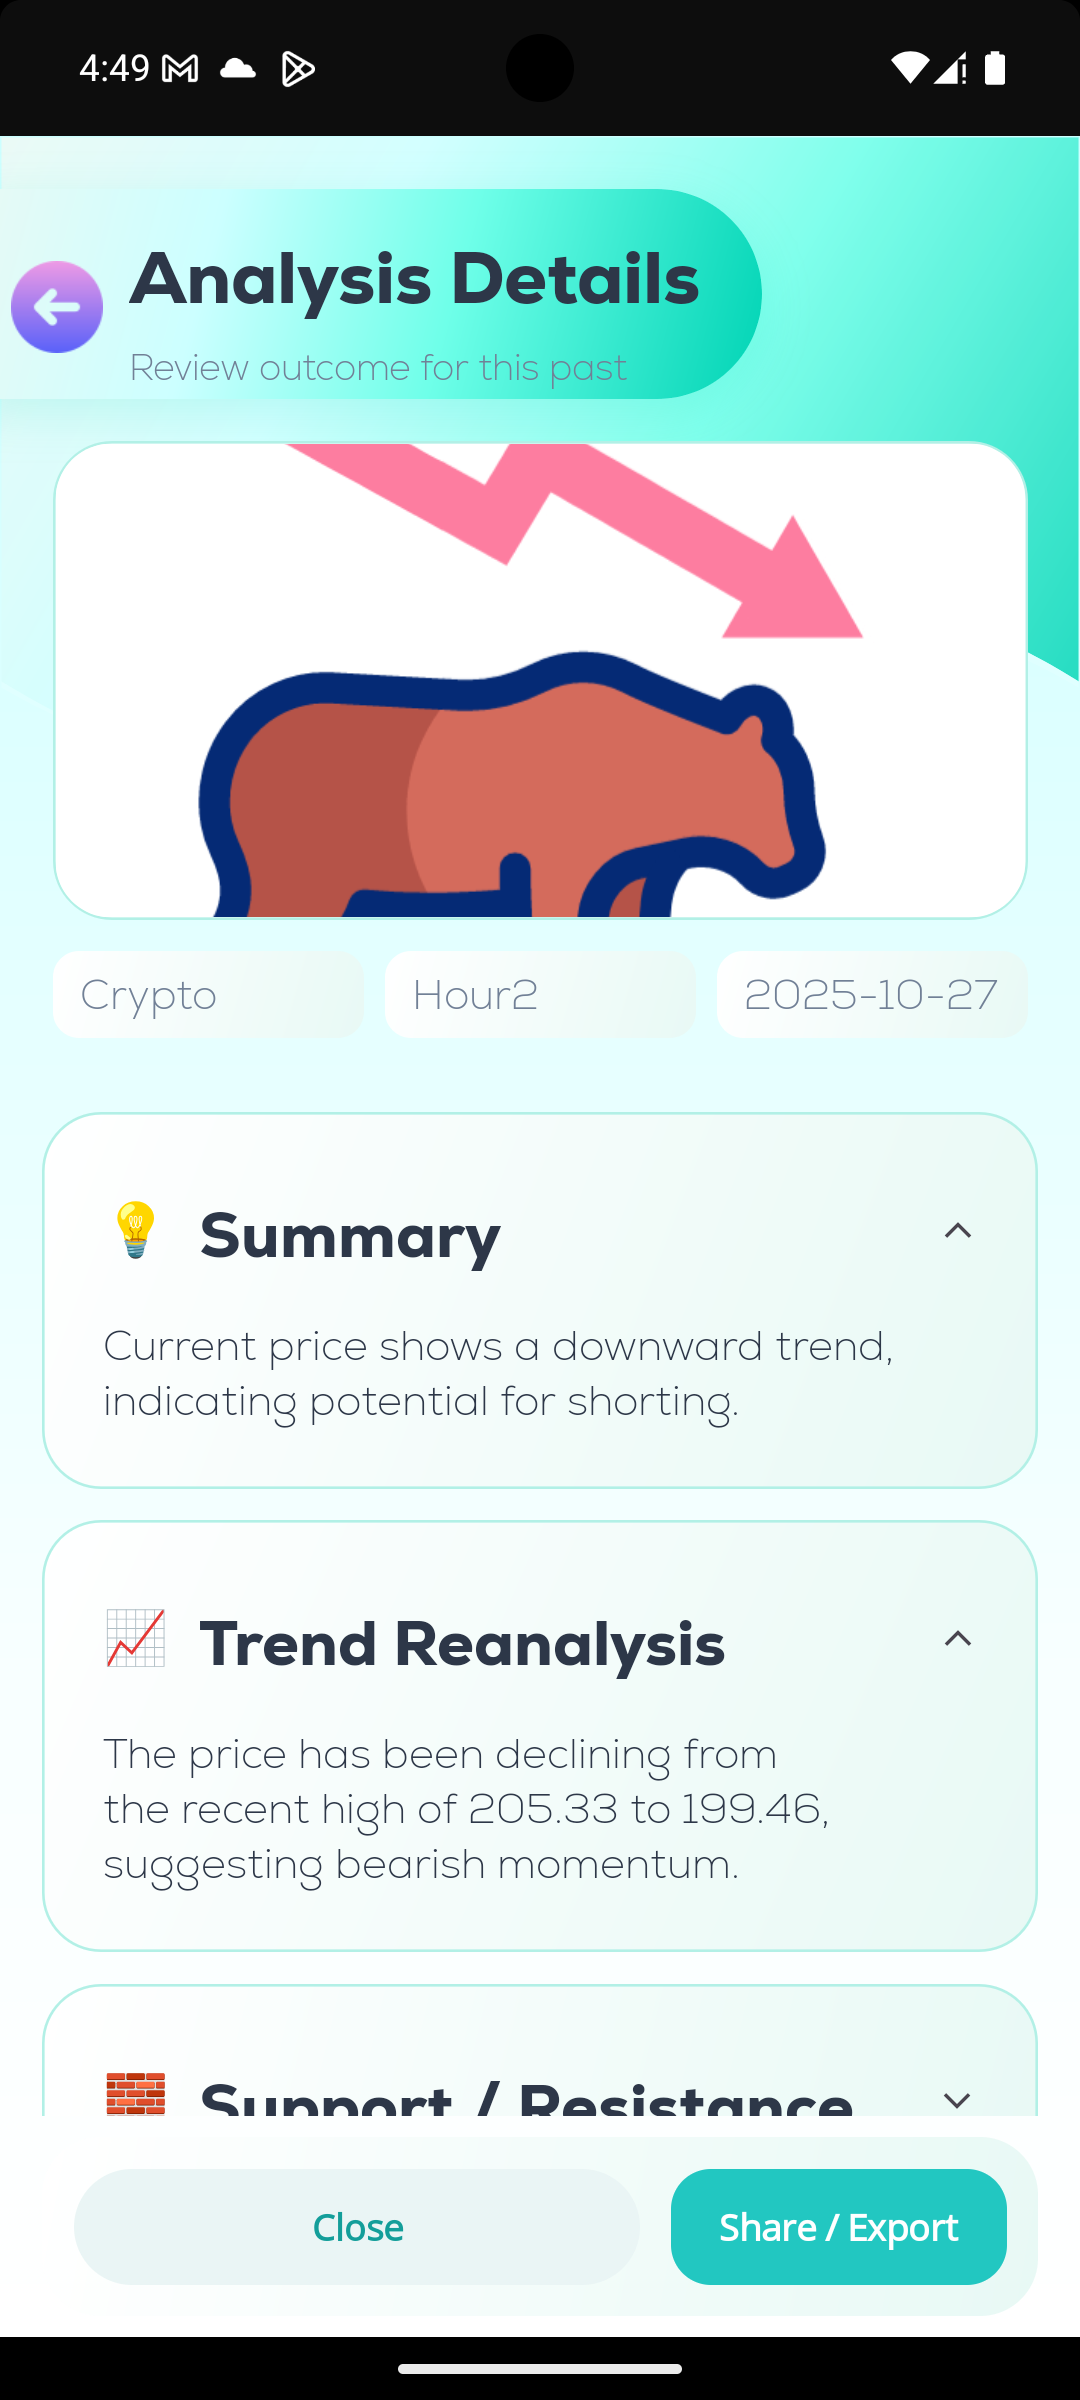 4:49
Analysis Details
Review outcome for this past
Crypto
Hour2
2025-10-27
Summary
Current price shows a downward trend,
indicating potential for shorting.
Trend Reanalysis
The price has been declining from
the recent high of 205.33 to 199.46,
suggesting bearish momentum.
Support / Resistance
Close
Share / Export